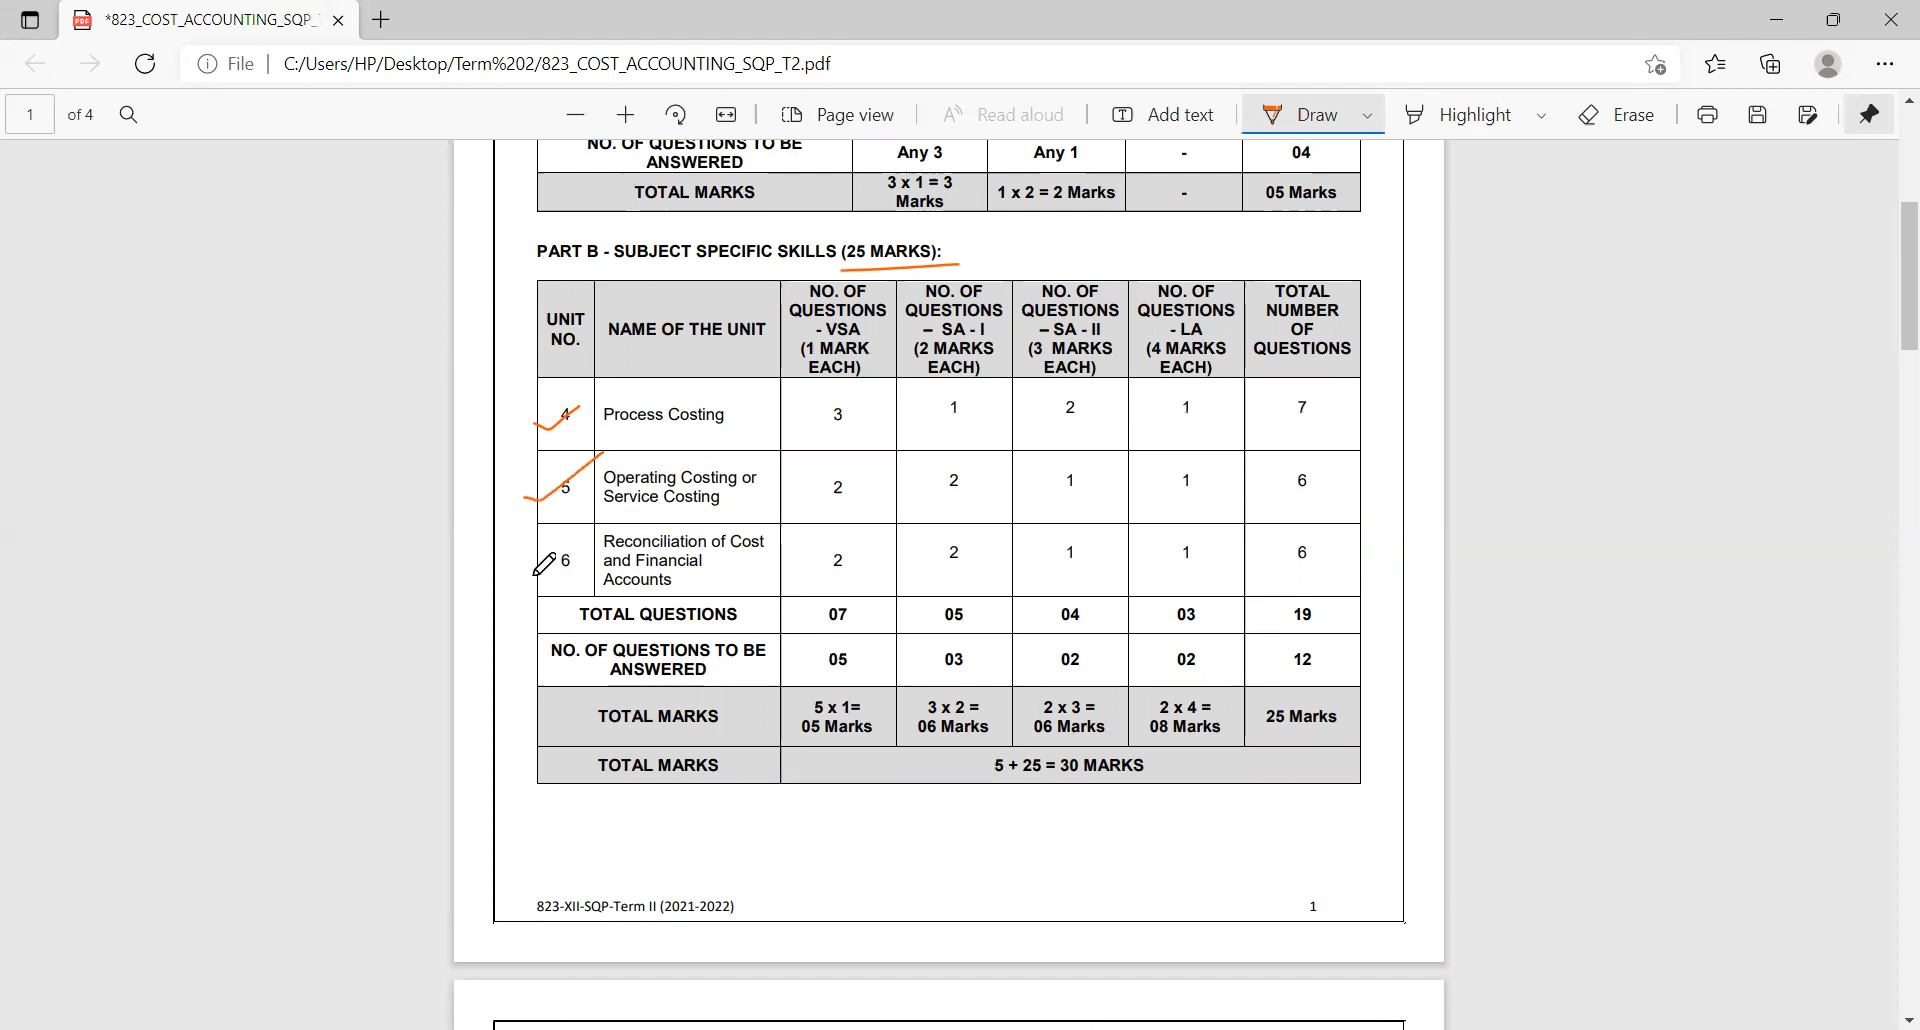 *823_COST_ACCOUNTING_SQP_
File
C:/Users/HP/Desktop/Term%202/823_COST_ACCOUNTING_SQP_T2.pdf
1 of 4
Page view
Read aloud
Add text
Draw
Highlight
Erase
NO. OF QUESTIONS TO BE ANSWERED Any 3 Any 1 - 04
TOTAL MARKS 3 x 1 = 3 Marks 1 x 2 = 2 Marks - 05 Marks
PART B - SUBJECT SPECIFIC SKILLS (25 MARKS):
UNIT NO. NAME OF THE UNIT NO. OF QUESTIONS - VSA (1 MARK EACH) NO. OF QUESTIONS – SA - I (2 MARKS EACH) NO. OF QUESTIONS – SA - II (3 MARKS EACH) NO. OF QUESTIONS - LA (4 MARKS EACH) TOTAL NUMBER OF QUESTIONS
4 Process Costing 3 1 2 1 7
5 Operating Costing or Service Costing 2 2 1 1 6
6 Reconciliation of Cost and Financial Accounts 2 2 1 1 6
TOTAL QUESTIONS 07 05 04 03 19
NO. OF QUESTIONS TO BE ANSWERED 05 03 02 02 12
TOTAL MARKS 5 x 1= 05 Marks 3 x 2 = 06 Marks 2 x 3 = 06 Marks 2 x 4 = 08 Marks 25 Marks
TOTAL MARKS 5 + 25 = 30 MARKS
823-XII-SQP-Term II (2021-2022) 1